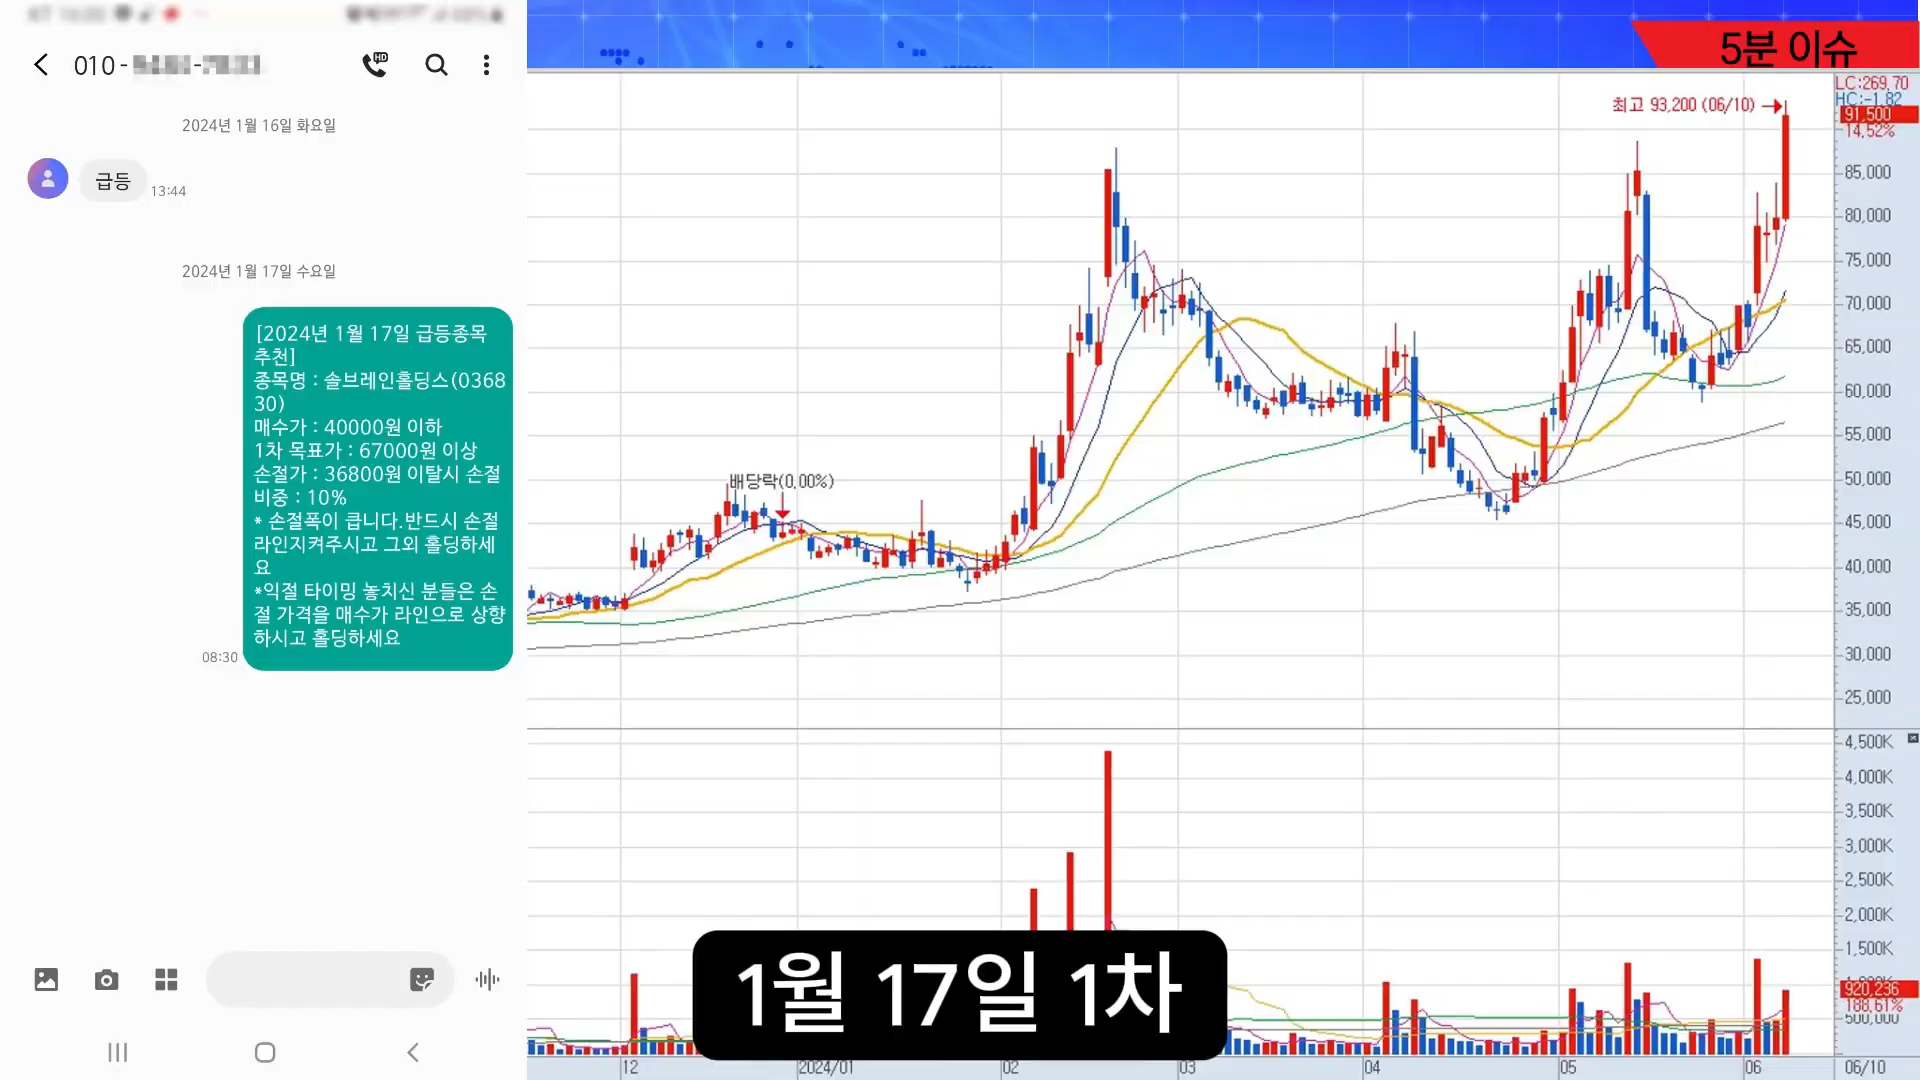 010 -
2024년 1월 16일 화요일
급등
13:44
2024년 1월 17일 수요일
[2024년 1월 17일 급등종목
추천]
종목명 : 솔브레인홀딩스(0368
30)
매수가 : 40000원 이하
1차 목표가 : 67000원 이상
손절가 : 36800원 이탈시 손절
비중 : 10%
* 손절폭이 큽니다.반드시 손절
라인지켜주시고 그외 홀딩하세
요
*익절 타이밍 놓치신 분들은 손
절 가격을 매수가 라인으로 상향
하시고 홀딩하세요
08:30
HD
5분 이슈
최고 93,200 (06/10)
LC:269.70
HC:-1.82
91,500
14.52%
85,000
80,000
75,000
70,000
65,000
60,000
55,000
50,000
45,000
40,000
35,000
30,000
25,000
배당락(0.00%)
4,500K
4,000K
3,500K
3,000K
2,500K
2,000K
1,500K
920,236
188.61%
500,000
1월 17일 1차
12
2024/01
02
03
04
05
06
06/10